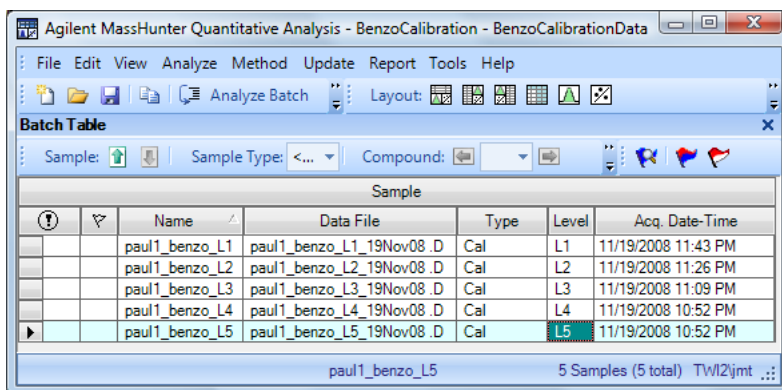 Agilent MassHunter Quantitative Analysis - BenzoCalibration - BenzoCalibrationData
File Edit View Analyze Method Update Report Tools Help
Analyze Batch Layout:
Batch Table
Sample: Sample Type: <... Compound:
Sample
Name Data File Type Level Acq. Date-Time
paul1_benzo_L1 paul1_benzo_L1_19Nov08 .D Cal L1 11/19/2008 11:43 PM
paul1_benzo_L2 paul1_benzo_L2_19Nov08 .D Cal L2 11/19/2008 11:26 PM
paul1_benzo_L3 paul1_benzo_L3_19Nov08 .D Cal L3 11/19/2008 11:09 PM
paul1_benzo_L4 paul1_benzo_L4_19Nov08 .D Cal L4 11/19/2008 10:52 PM
paul1_benzo_L5 paul1_benzo_L5_19Nov08 .D Cal L5 11/19/2008 10:52 PM
paul1_benzo_L5 5 Samples (5 total) TWI2\jmt